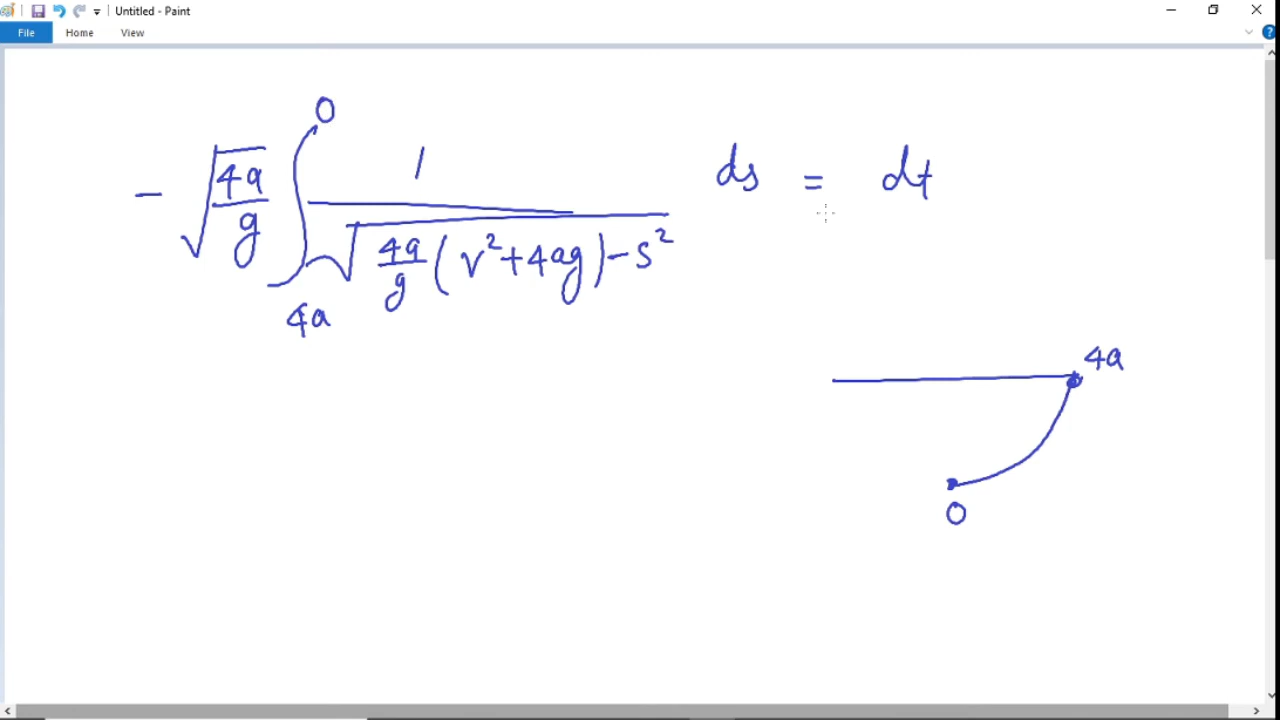 Untitled - Paint
File Home View
- √(4a/g) ∫_{4a}^{0} 1/√(4a/g (v²+4ag) - s²) ds = dt
4a
0